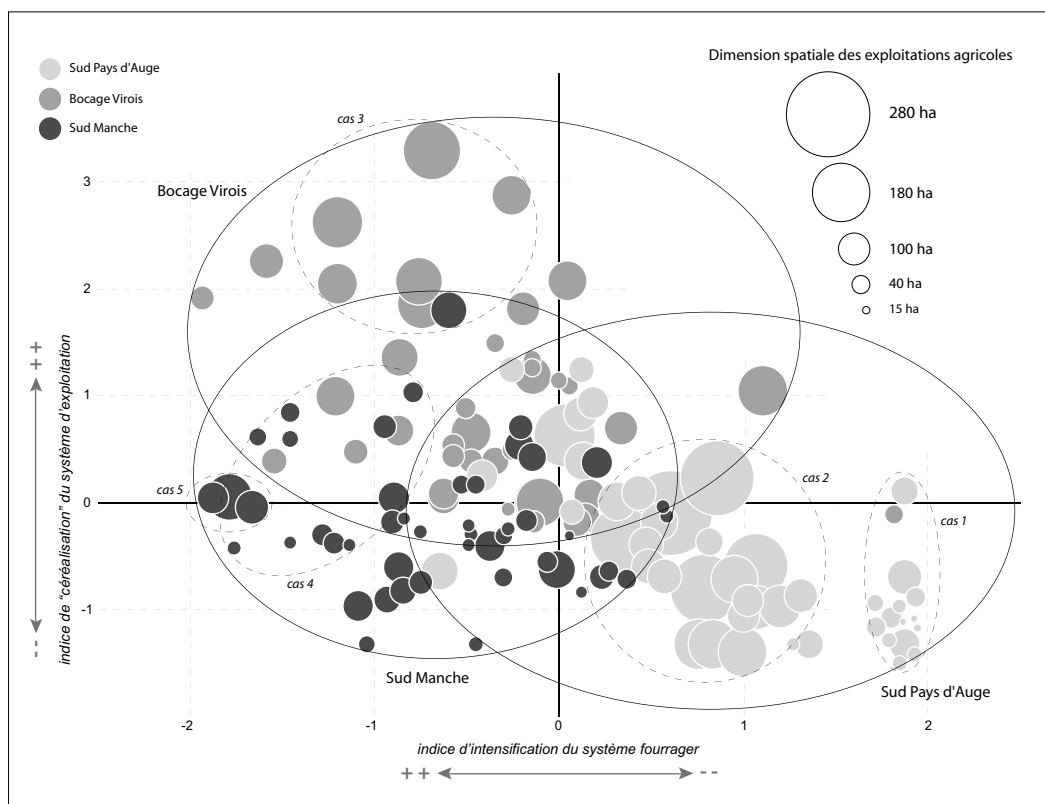 Sud Pays d'Auge
Bocage Virois
Sud Manche
Dimension spatiale des exploitations agricoles
280 ha
180 ha
100 ha
40 ha
15 ha
cas 3
Bocage Virois
3
2
1
0
-1
cas 5
cas 4
cas 2
cas 1
Sud Manche
Sud Pays d'Auge
-2
-1
0
1
2
indice d'intensification du système fourrager
++
--
++
--
indice de "céréalisation" du système d'exploitation